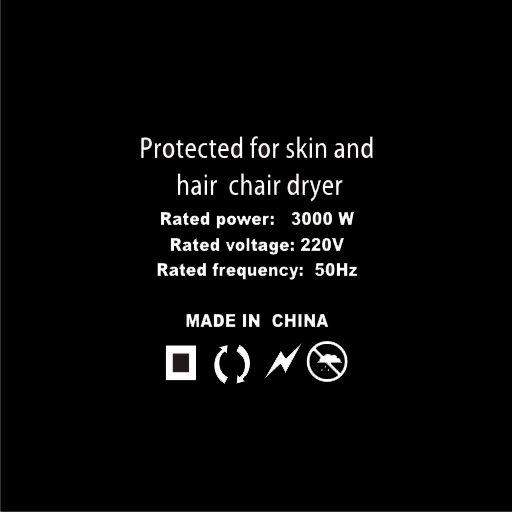 Protected for skin and
hair chair dryer
Rated power: 3000 W
Rated voltage: 220V
Rated frequency: 50Hz
MADE IN CHINA